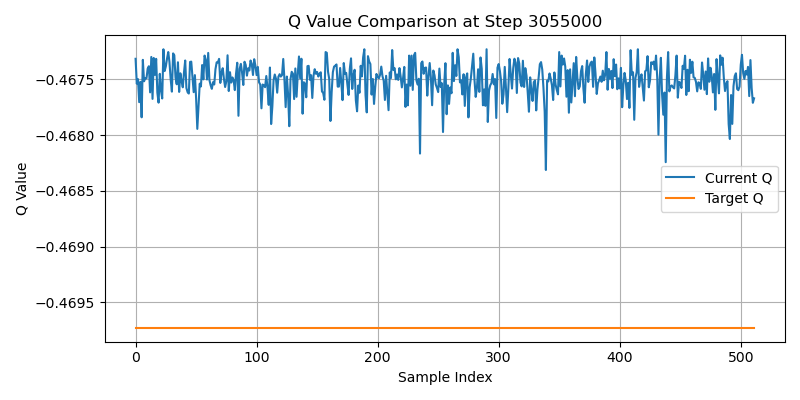 Q Value Comparison at Step 3055000
Q Value
−0.4675
−0.4680
−0.4685
−0.4690
−0.4695
Current Q
Target Q
0 100 200 300 400 500
Sample Index